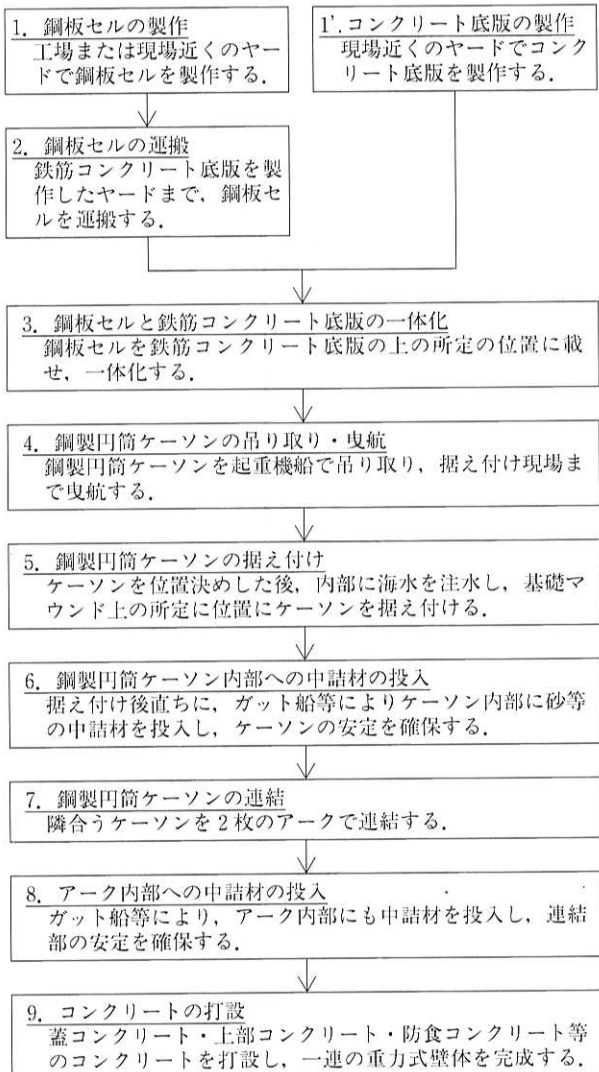 1. 鋼板セルの製作
工場または現場近くのヤー
ドで鋼板セルを製作する.
1'.コンクリート底版の製作
現場近くのヤードでコンク
リート底版を製作する.
2. 鋼板セルの運搬
鉄筋コンクリート底版を製
作したヤードまで, 鋼板セ
ルを運搬する.
3. 鋼板セルと鉄筋コンクリート底版の一体化
鋼板セルを鉄筋コンクリート底版の上の所定の位置に載
せ, 一体化する.
4. 鋼製円筒ケーソンの吊り取り・曳航
鋼製円筒ケーソンを起重機船で吊り取り, 据え付け現場ま
で曳航する.
5. 鋼製円筒ケーソンの据え付け
ケーソンを位置決めした後, 内部に海水を注水し, 基礎マ
ウンド上の所定に位置にケーソンを据え付ける.
6. 鋼製円筒ケーソン内部への中詰材の投入
据え付け後直ちに, ガット船等によりケーソン内部に砂等
の中詰材を投入し, ケーソンの安定を確保する.
7. 鋼製円筒ケーソンの連結
隣合うケーソンを2枚のアークで連結する.
8. アーク内部への中詰材の投入
ガット船等により, アーク内部にも中詰材を投入し, 連結
部の安定を確保する.
9. コンクリートの打設
蓋コンクリート・上部コンクリート・防食コンクリート等
のコンクリートを打設し, 一連の重力式壁体を完成する.